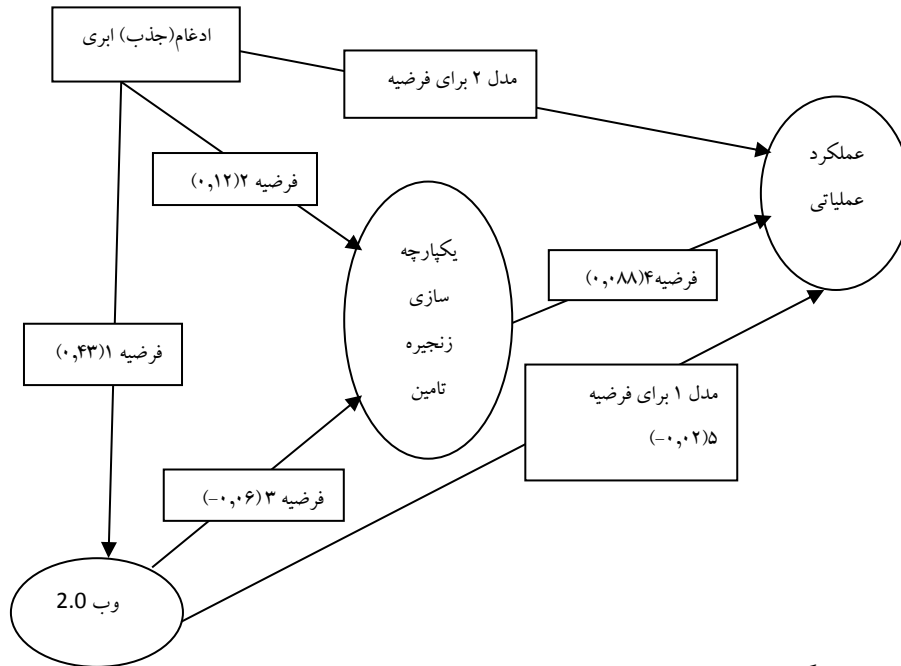 ادغام(جذب) ابری
مدل ۲ برای فرضیه
عملکرد
عملیاتی
فرضیه ۲(۰,۱۲)
یکپارچه
سازی
زنجیره
تامین
فرضیه۴(۰,۰۸۸)
فرضیه ۱(۰,۴۳)
مدل ۱ برای فرضیه
۵(-۰,۰۲)
فرضیه ۳ (-۰,۰۶)
وب 2.0